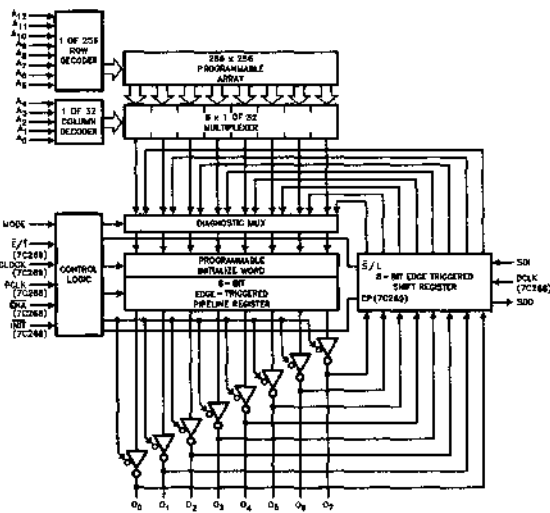 A12
A11
A10
A9
A8
A7
A6
A5
1 OF 256
ROW
DECODER
256 x 256
PROGRAMMABLE
ARRAY
A4
A3
A2
A1
A0
1 OF 32
COLUMN
DECODER
8 x 1 OF 32
MULTIPLEXER
MODE
DIAGNOSTIC MUX
E/I
(7C268)
CLOCK
(7C269)
PCLK
(7C268)
ENA
(7C268)
INIT
(7C268)
CONTROL
LOGIC
PROGRAMMABLE
INITIALIZE WORD
8-BIT
EDGE-TRIGGERED
PIPELINE REGISTER
S/L
8-BIT EDGE TRIGGERED
SHIFT REGISTER
CP(7C269)
SDI
DCLK
(7C268)
SDO
O0 O1 O2 O3 O4 O5 O6 O7